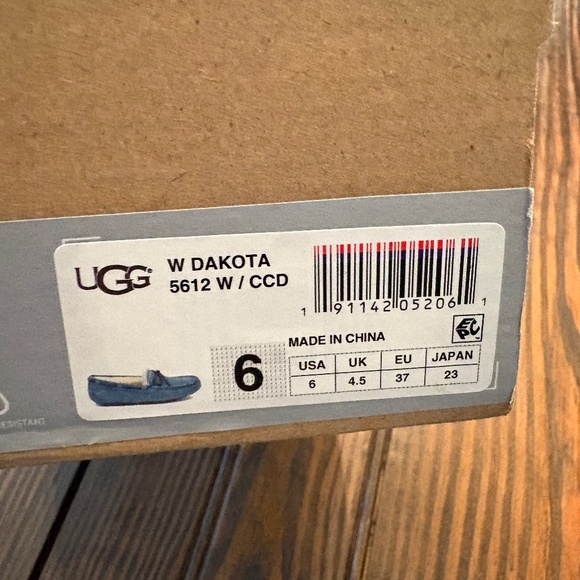 UGG®
W DAKOTA
5612 W / CCD
1 91142 05206 1
MADE IN CHINA
EPC
6
USA UK EU JAPAN
6 4.5 37 23